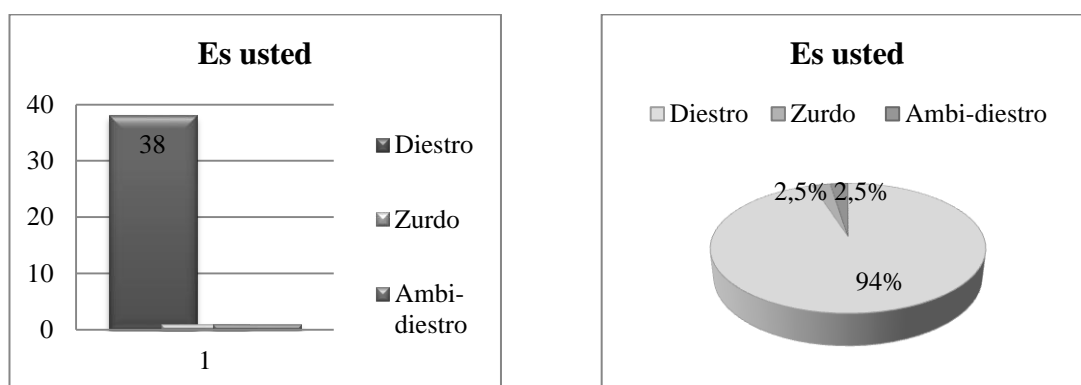 Es usted
40
30
20
10
0
38
1
Diestro
Zurdo
Ambi-
diestro
Es usted
Diestro Zurdo Ambi-diestro
2,5% 2,5%
94%